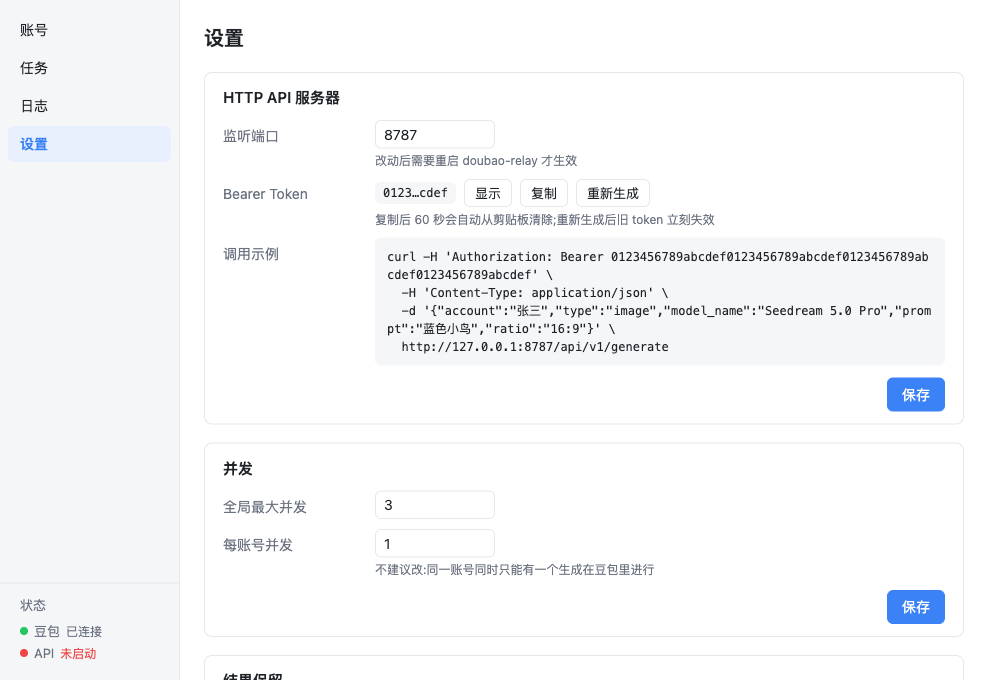 账号
任务
日志
设置
设置
HTTP API 服务器
监听端口
8787
改动后需要重启 doubao-relay 才生效
Bearer Token
0123…cdef 显示 复制 重新生成
复制后 60 秒会自动从剪贴板清除;重新生成后旧 token 立刻失效
调用示例
curl -H 'Authorization: Bearer 0123456789abcdef0123456789abcdef0123456789ab
cdef0123456789abcdef' \
-H 'Content-Type: application/json' \
-d '{"account":"张三","type":"image","model_name":"Seedream 5.0 Pro","prom
pt":"蓝色小鸟","ratio":"16:9"}' \
http://127.0.0.1:8787/api/v1/generate
保存
并发
全局最大并发 3
每账号并发 1
不建议改:同一账号同时只能有一个生成在豆包里进行
保存
结果保留
状态
豆包 已连接
API 未启动